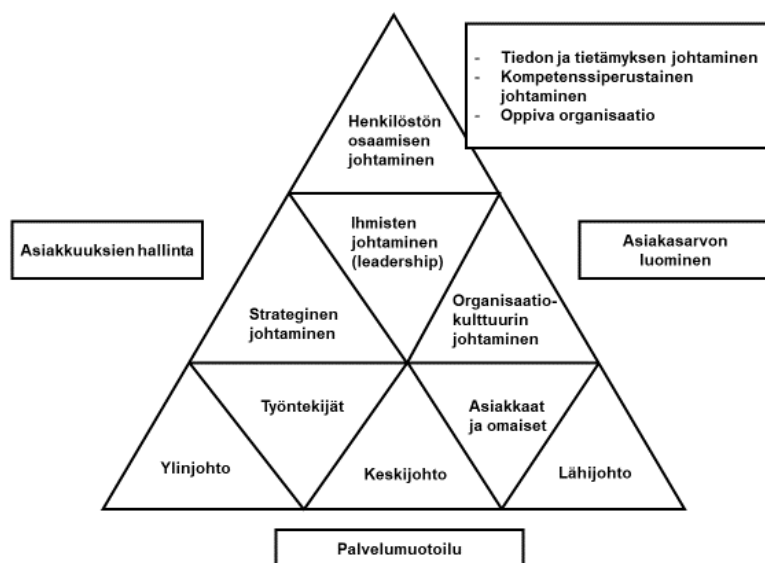 - Tiedon ja tietämyksen johtaminen
- Kompetenssiperustainen
johtaminen
- Oppiva organisaatio
Henkilöstön
osaamisen
johtaminen
Asiakkuuksien hallinta
Ihmisten
johtaminen
(leadership)
Asiakasarvon
luominen
Strateginen
johtaminen
Organisaatio-
kulttuurin
johtaminen
Työntekijät
Asiakkaat
ja omaiset
Ylinjohto
Keskijohto
Lähijohto
Palvelumuotoilu